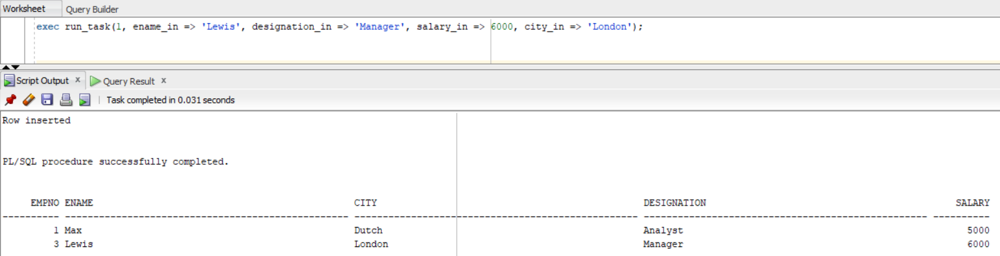 Worksheet Query Builder
exec run_task(1, ename_in => 'Lewis', designation_in => 'Manager', salary_in => 6000, city_in => 'London');
Script Output x Query Result x
Task completed in 0.031 seconds
Row inserted
PL/SQL procedure successfully completed.
EMPNO ENAME CITY DESIGNATION SALARY
---------- -------------------------------------------------- -------------------------------------------------- -------------------------------------------------- ----------
1 Max Dutch Analyst 5000
3 Lewis London Manager 6000